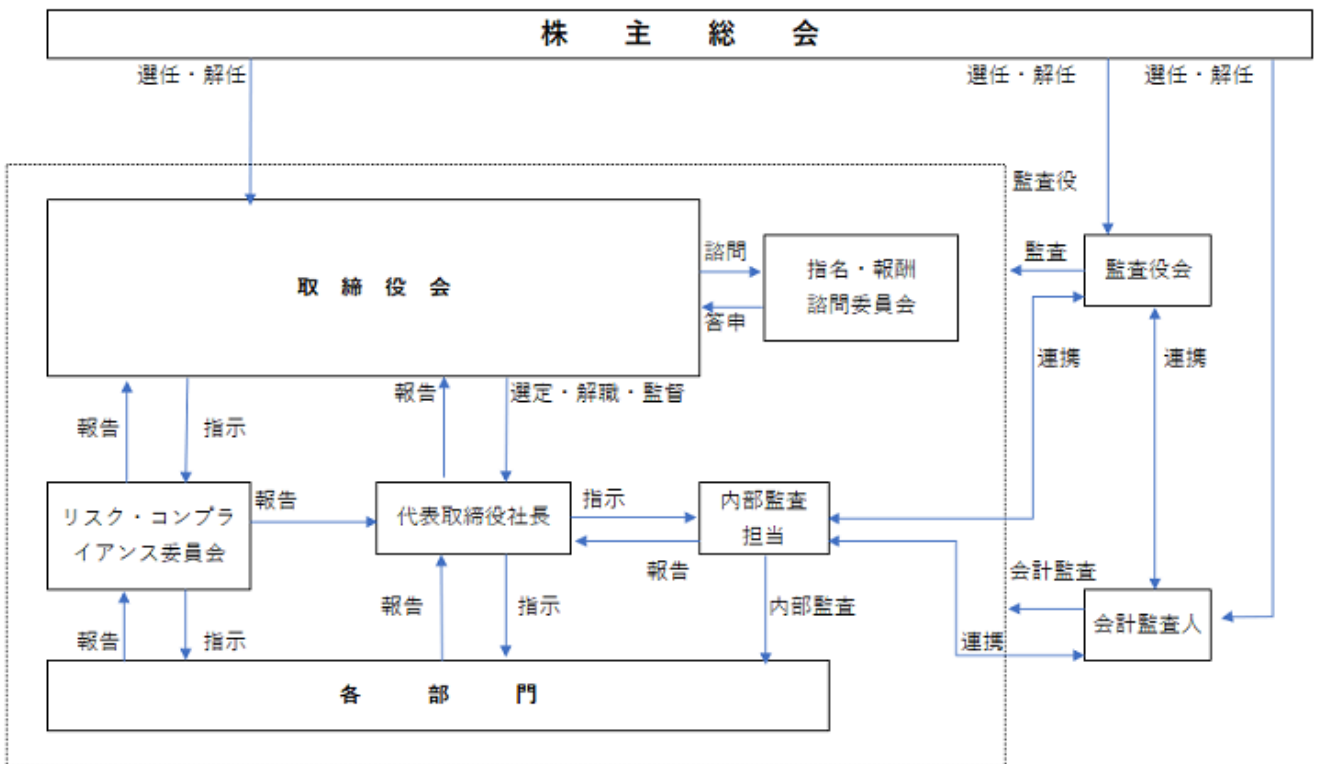 株　主　総　会
選任・解任
選任・解任
選任・解任
監査役
取　締　役　会
諮問
答申
指名・報酬
諮問委員会
監査
監査役会
連携
連携
報告
指示
報告
選定・解職・監督
リスク・コンプラ
イアンス委員会
報告
代表取締役社長
指示
報告
内部監査
担当
報告
指示
報告
指示
内部監査
会計監査
連携
会計監査人
各　部　門